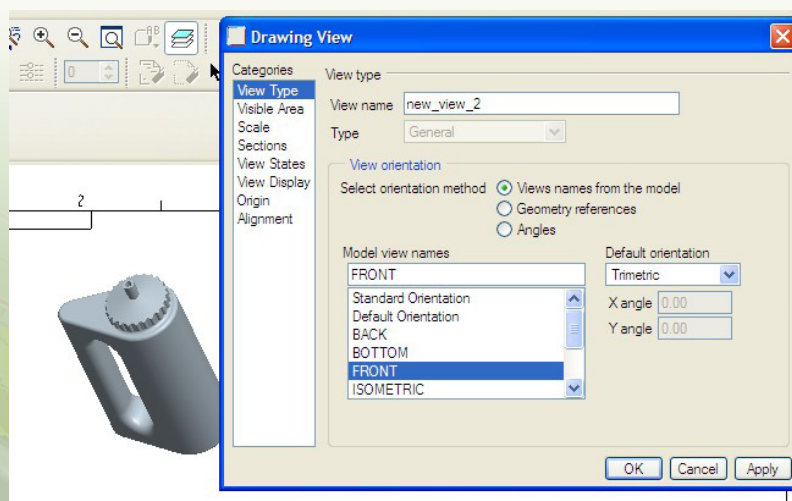 AB
0
2
Drawing View
Categories
View Type
Visible Area
Scale
Sections
View States
View Display
Origin
Alignment
View type
View name new_view_2
Type General
View orientation
Select orientation method Views names from the model
Geometry references
Angles
Model view names
FRONT
Standard Orientation
Default Orientation
BACK
BOTTOM
FRONT
ISOMETRIC
Default orientation
Trimetric
X angle 0.00
Y angle 0.00
OK Cancel Apply